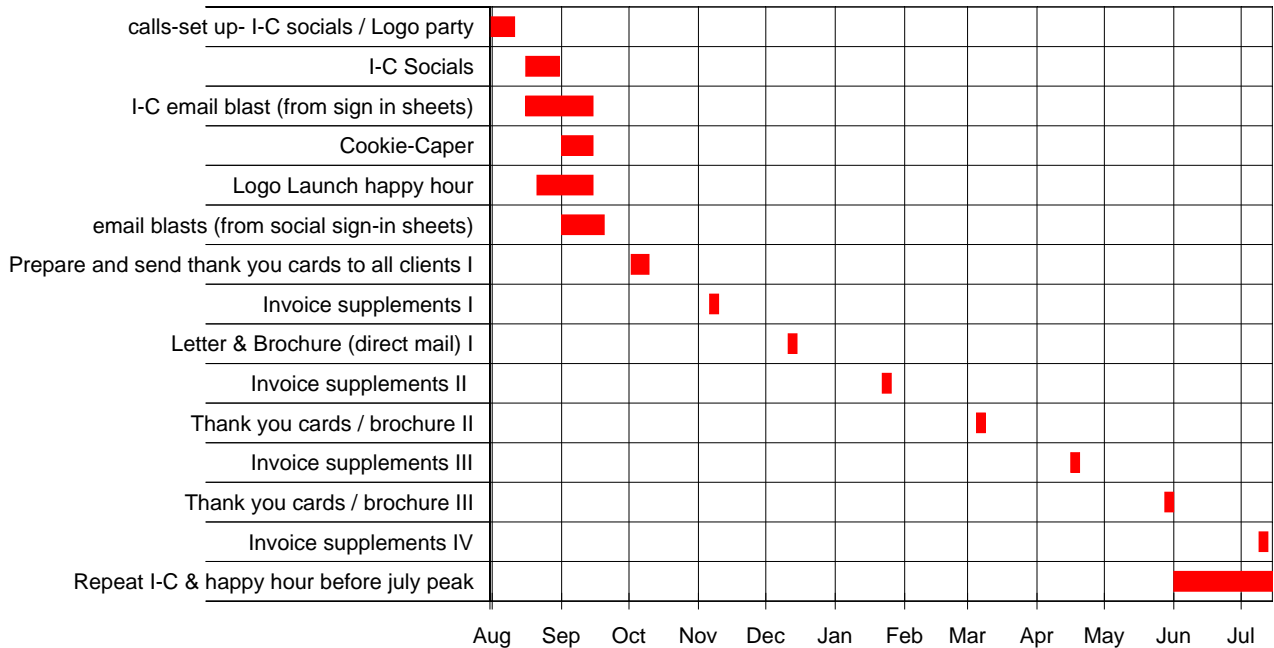 calls-set up- I-C socials / Logo party
I-C Socials
I-C email blast (from sign in sheets)
Cookie-Caper
Logo Launch happy hour
email blasts (from social sign-in sheets)
Prepare and send thank you cards to all clients I
Invoice supplements I
Letter & Brochure (direct mail) I
Invoice supplements II
Thank you cards / brochure II
Invoice supplements III
Thank you cards / brochure III
Invoice supplements IV
Repeat I-C & happy hour before july peak
Aug Sep Oct Nov Dec Jan Feb Mar Apr May Jun Jul